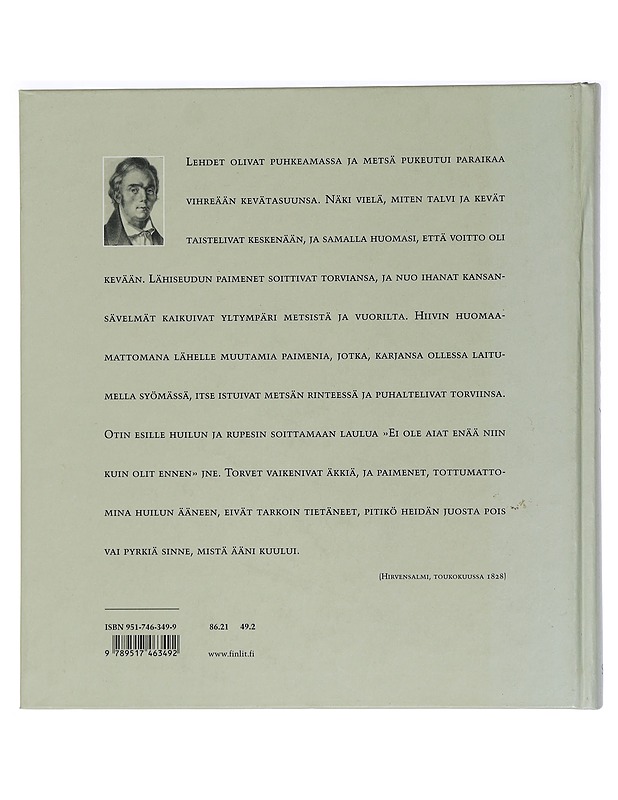 Lehdet olivat puhkeamassa ja metsä pukeutui paraikaa
vihreään kevätasuunsa. Näki vielä, miten talvi ja kevät
taistelivat keskenään, ja samalla huomasi, että voitto oli
kevään. Lähiseudun paimenet soittivat torviansa, ja nuo ihanat kansan-
sävelmät kaikuivat yltympäri metsistä ja vuorilta. Hiivin huomaa-
mattomana lähelle muutamia paimenia, jotka, karjansa ollessa laitu-
mella syömässä, itse istuivat metsän rinteessä ja puhaltelivat torviinsa.
Otin esille huilun ja rupesin soittamaan laulua »Ei ole aiat enää niin
kuin olit ennen» jne. Torvet vaikenivat äkkiä, ja paimenet, tottumatto-
mina huilun ääneen, eivät tarkoin tietäneet, pitikö heidän juosta pois
vai pyrkiä sinne, mistä ääni kuului.
(Hirvensalmi, toukokuussa 1828)
ISBN 951-746-349-9 86.21 49.2
9 789517 463492
www.finlit.fi